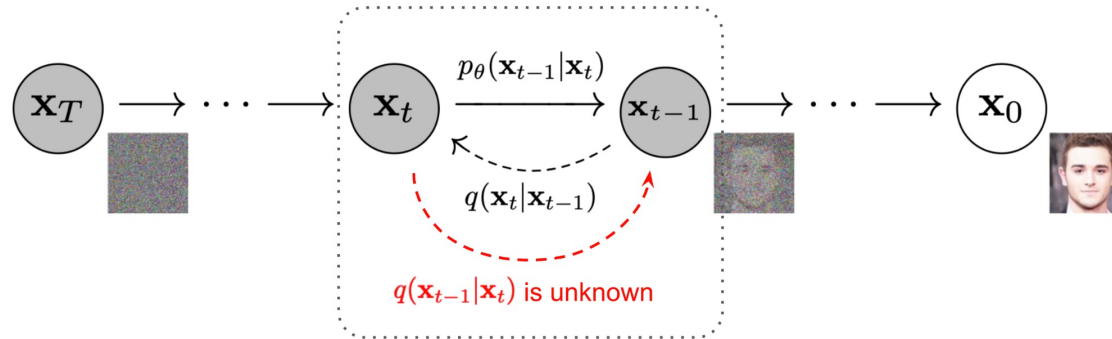 p_θ(x_{t−1}|x_t)
x_T → ⋯ → x_t → x_{t−1} → ⋯ → x_0
q(x_t|x_{t−1})
q(x_{t−1}|x_t) is unknown